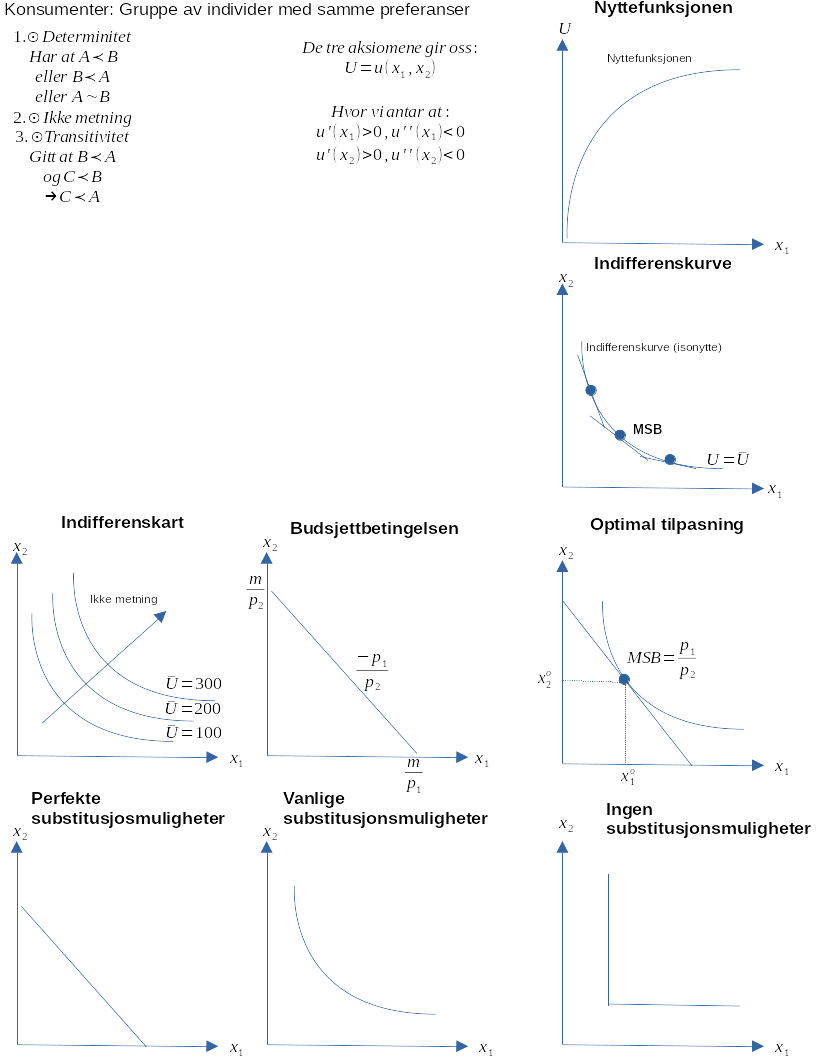 Konsumenter: Gruppe av individer med samme preferanser
1.⊙ Determinitet
Har at A≺B
eller B≺A
eller A∼B
2.⊙ Ikke metning
3.⊙ Transitivitet
Gitt at B≺A
og C≺B
→ C≺A
De tre aksiomene gir oss:
U=u(x₁, x₂)
Hvor vi antar at:
u'(x₁)>0, u''(x₁)<0
u'(x₂)>0, u''(x₂)<0
Nyttefunksjonen
U
Nyttefunksjonen
x₁
Indifferenskurve
x₂
Indifferenskurve (isonytte)
MSB
U=Ū
x₁
Indifferenskart
x₂
Ikke metning
Ū=300
Ū=200
Ū=100
x₁
Budsjettbetingelsen
x₂
m
p₂
−p₁
p₂
m
p₁
x₁
Optimal tilpasning
x₂
MSB=p₁/p₂
x₂ᵒ
x₁ᵒ
x₁
Perfekte
substitusjosmuligheter
x₂
x₁
Vanlige
substitusjonsmuligheter
x₂
x₁
Ingen
substitusjonsmuligheter
x₂
x₁